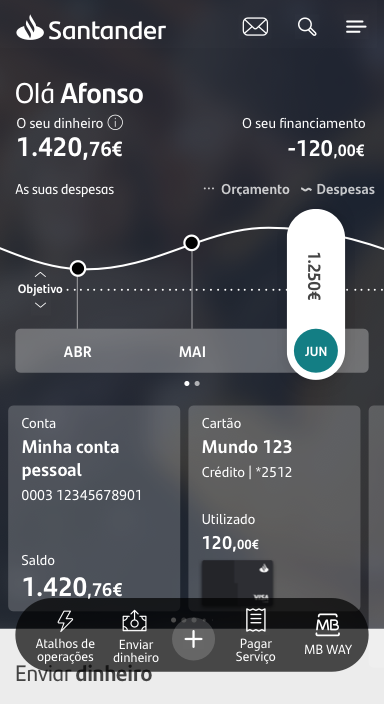 Santander
Olá Afonso
O seu dinheiro
O seu financiamento
1.420,76€
-120,00€
As suas despesas
Orçamento
Despesas
1.250€
Objetivo
ABR
MAI
JUN
Conta
Minha conta
pessoal
0003 12345678901
Saldo
1.420,76€
Cartão
Mundo 123
Crédito | *2512
Utilizado
120,00€
VISA
Atalhos de
operações
Enviar
dinheiro
Pagar
Serviço
MB
MB WAY
Enviar dinheiro